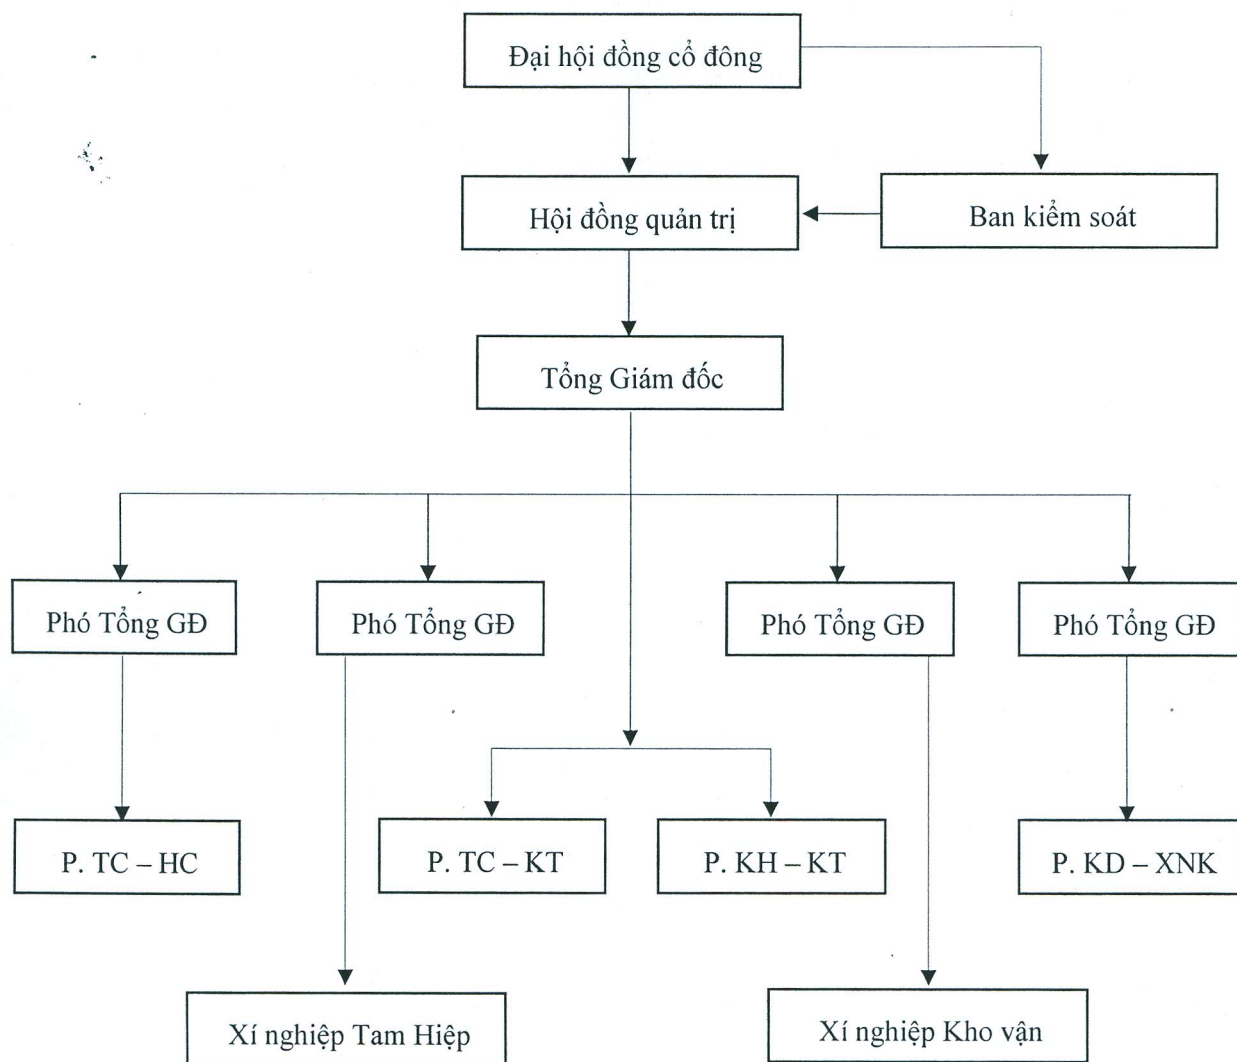 Đại hội đồng cổ đông
Hội đồng quản trị
Ban kiểm soát
Tổng Giám đốc
Phó Tổng GĐ
Phó Tổng GĐ
Phó Tổng GĐ
Phó Tổng GĐ
P. TC – HC
P. TC – KT
P. KH – KT
P. KD – XNK
Xí nghiệp Tam Hiệp
Xí nghiệp Kho vận